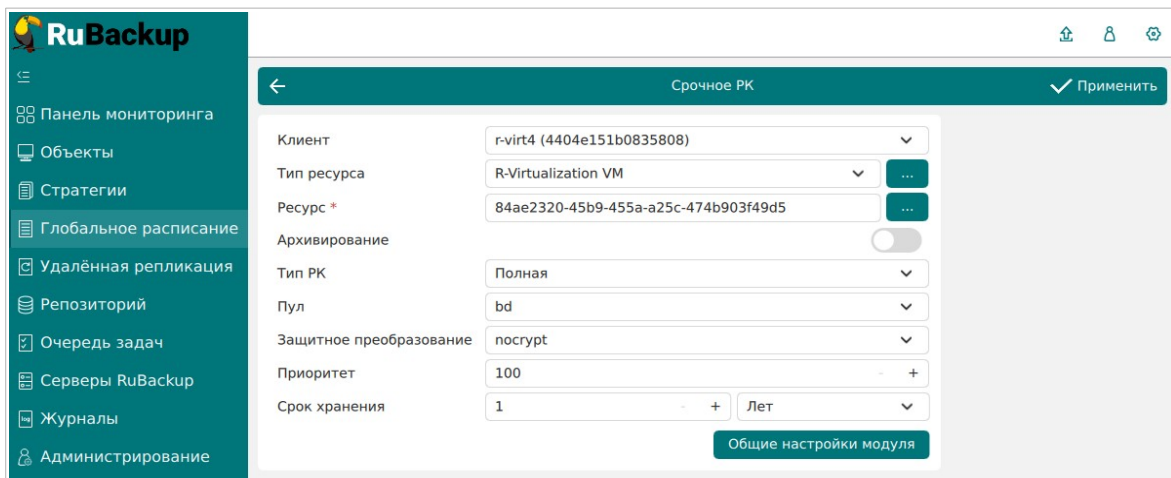 RuBackup
Срочное РК
Применить
Панель мониторинга
Объекты
Стратегии
Глобальное расписание
Удалённая репликация
Репозиторий
Очередь задач
Серверы RuBackup
Журналы
Администрирование
Клиент r-virt4 (4404e151b0835808)
Тип ресурса R-Virtualization VM ...
Ресурс * 84ae2320-45b9-455a-a25c-474b903f49d5 ...
Архивирование
Тип РК Полная
Пул bd
Защитное преобразование nocrypt
Приоритет 100 - +
Срок хранения 1 - + Лет
Общие настройки модуля